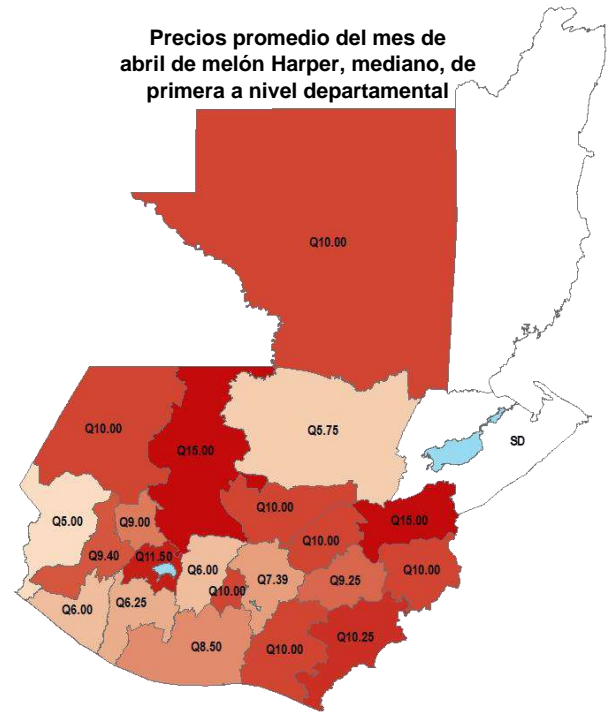 Precios promedio del mes de
abril de melón Harper, mediano, de
primera a nivel departamental
Q10.00
Q10.00
Q15.00
Q5.75
SD
Q5.00
Q9.00
Q10.00
Q15.00
Q10.00
Q9.40
Q11.50
Q6.00
Q7.39
Q9.25
Q10.00
Q10.00
Q6.00
Q6.25
Q8.50
Q10.00
Q10.25